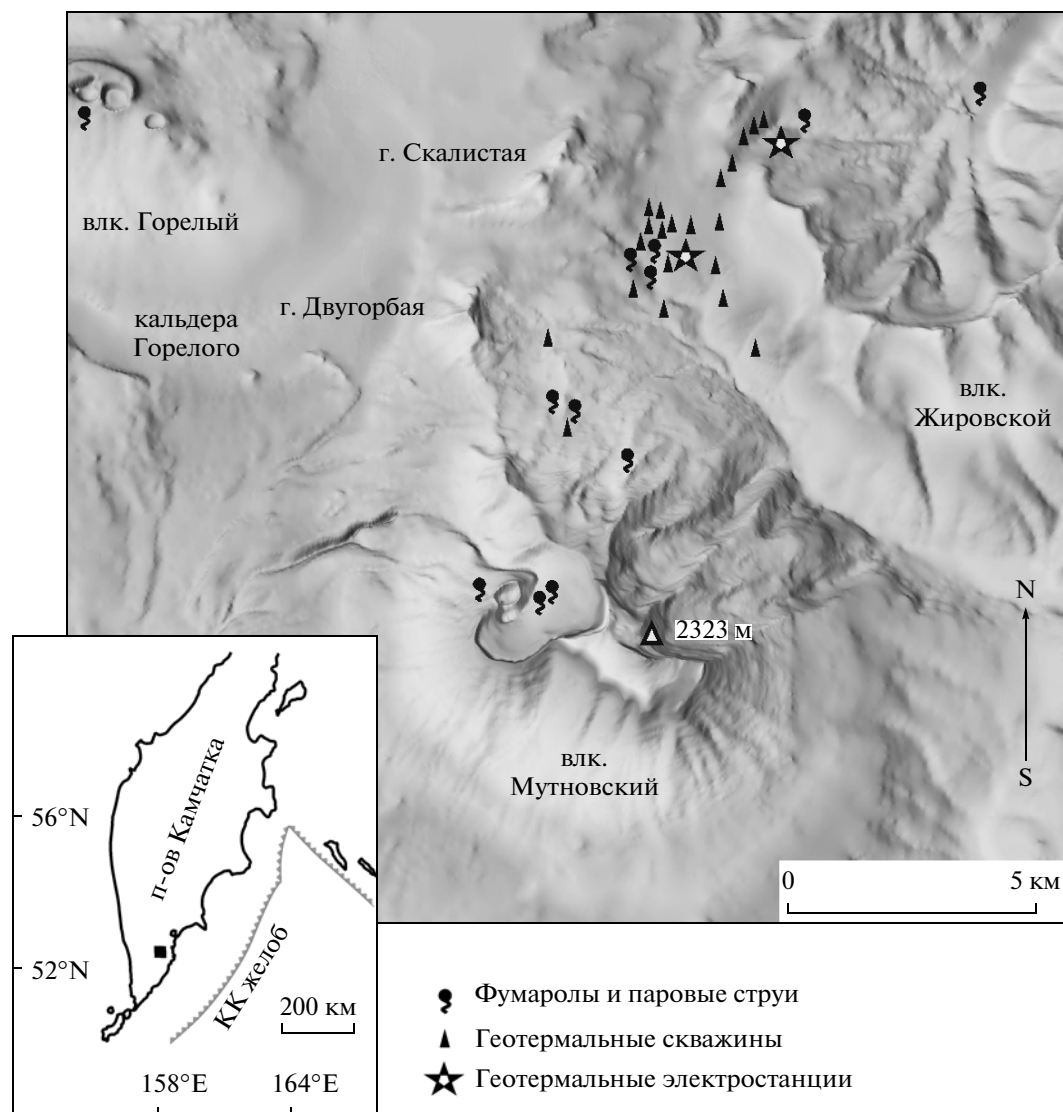 г. Скалистая
влк. Горелый
г. Двугорбая
кальдера
Горелого
влк.
Жировской
N
2323 м
S
влк.
Мутновский
0
5 км
56°N
52°N
п-ов Камчатка
КК желоб
200 км
158°E
164°E
Фумаролы и паровые струи
Геотермальные скважины
Геотермальные электростанции